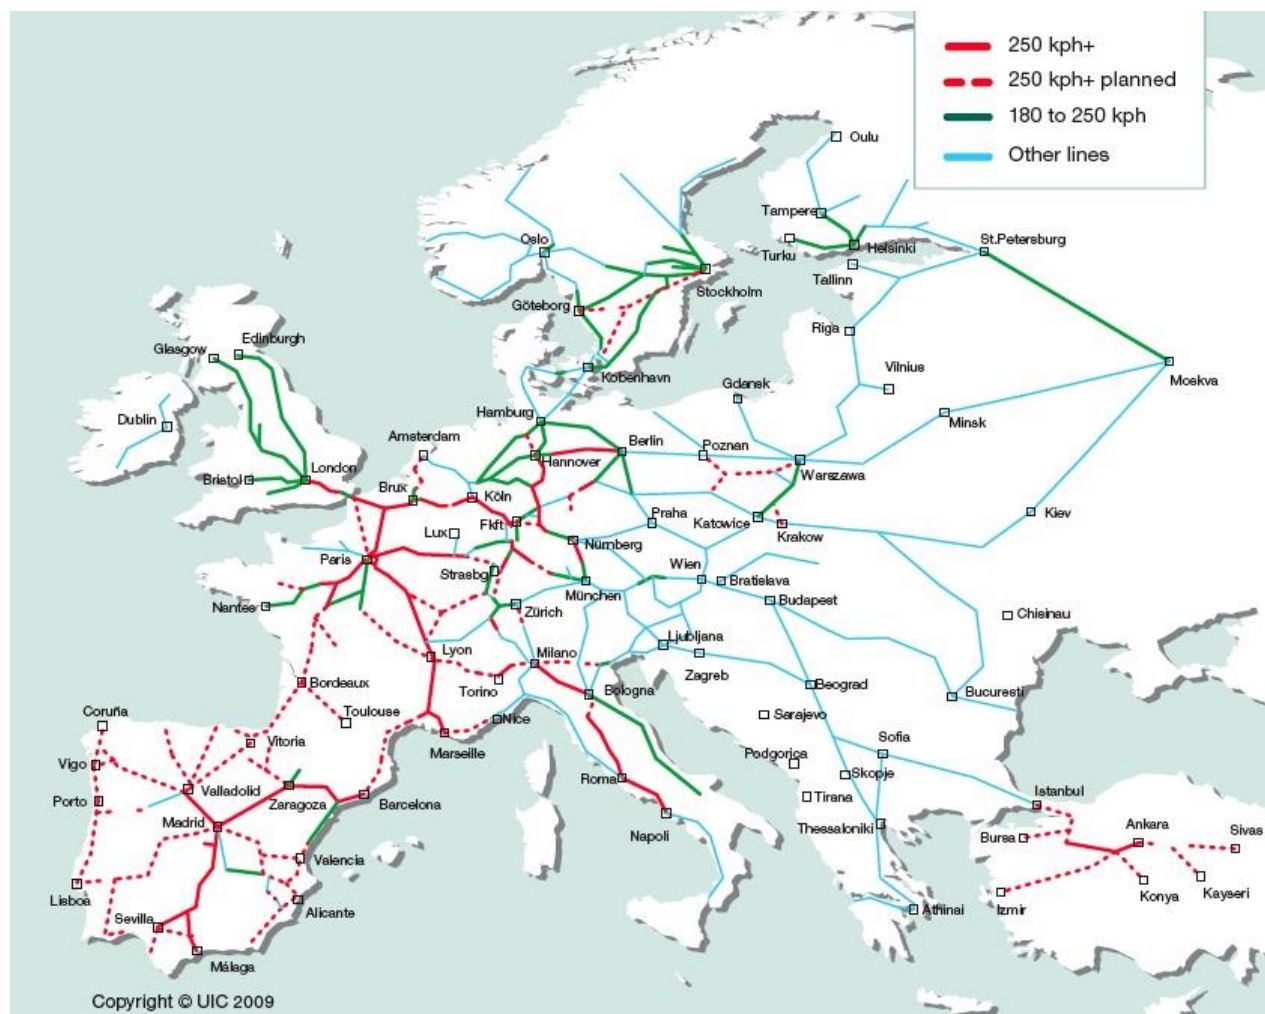 250 kph+
250 kph+ planned
180 to 250 kph
Other lines
Oulu
Tampere
Turku
Helsinki
St.Petersburg
Tallinn
Oslo
Stockholm
Göteborg
Riga
Vilnius
Moskva
Glasgow
Edinburgh
Kobenhavn
Gdansk
Minsk
Dublin
Hamburg
Amsterdam
Berlin
Poznan
Hannover
Warszawa
London
Bristol
Brux
Köln
Kiev
Lux
Fkft
Praha
Katowice
Krakow
Paris
Nürnberg
Strasbg
Wien
Bratislava
München
Budapest
Nantes
Zürich
Chisinau
Ljubljana
Lyon
Milano
Zagreb
Torino
Bordeaux
Bologna
Beograd
Bucuresti
Coruña
Toulouse
Nice
Sarajevo
Vitoria
Marseille
Sofia
Podgorica
Vigo
Roma
Skopje
Valladolid
Porto
Zaragoza
Barcelona
Tirana
Istanbul
Madrid
Napoli
Thessaloniki
Bursa
Ankara
Sivas
Valencia
Lisboa
Konya
Kayseri
Sevilla
Alicante
Athinai
Izmir
Málaga
Copyright © UIC 2009